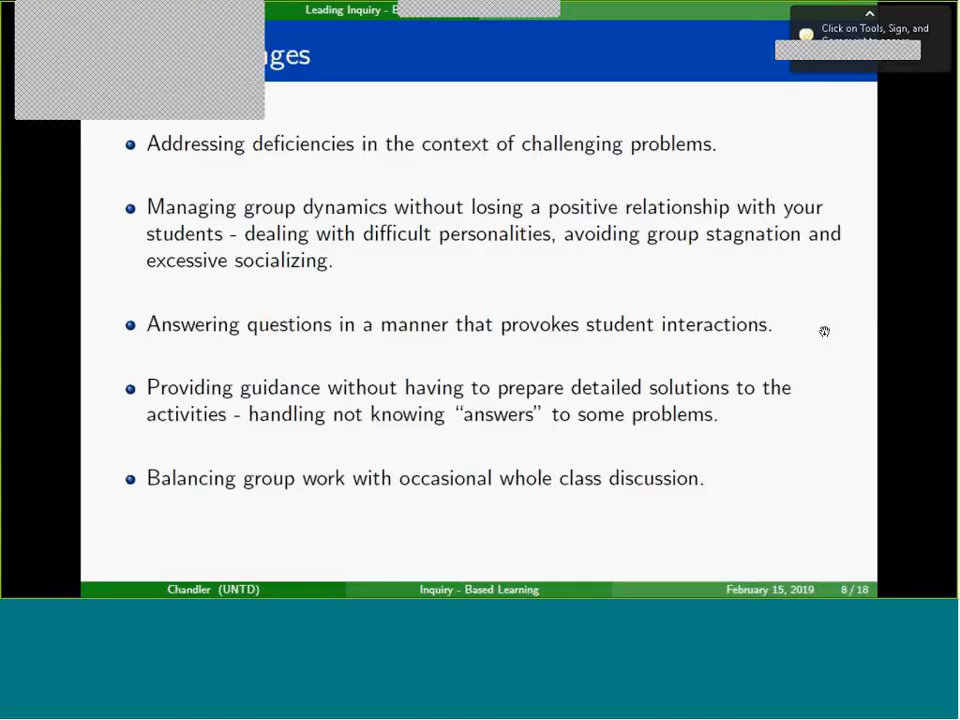 Leading Inquiry -
Click on Tools, Sign, and
Addressing deficiencies in the context of challenging problems.
Managing group dynamics without losing a positive relationship with your
students - dealing with difficult personalities, avoiding group stagnation and
excessive socializing.
Answering questions in a manner that provokes student interactions.
Providing guidance without having to prepare detailed solutions to the
activities - handling not knowing “answers” to some problems.
Balancing group work with occasional whole class discussion.
Chandler (UNTD) Inquiry - Based Learning February 15, 2019 8 / 18